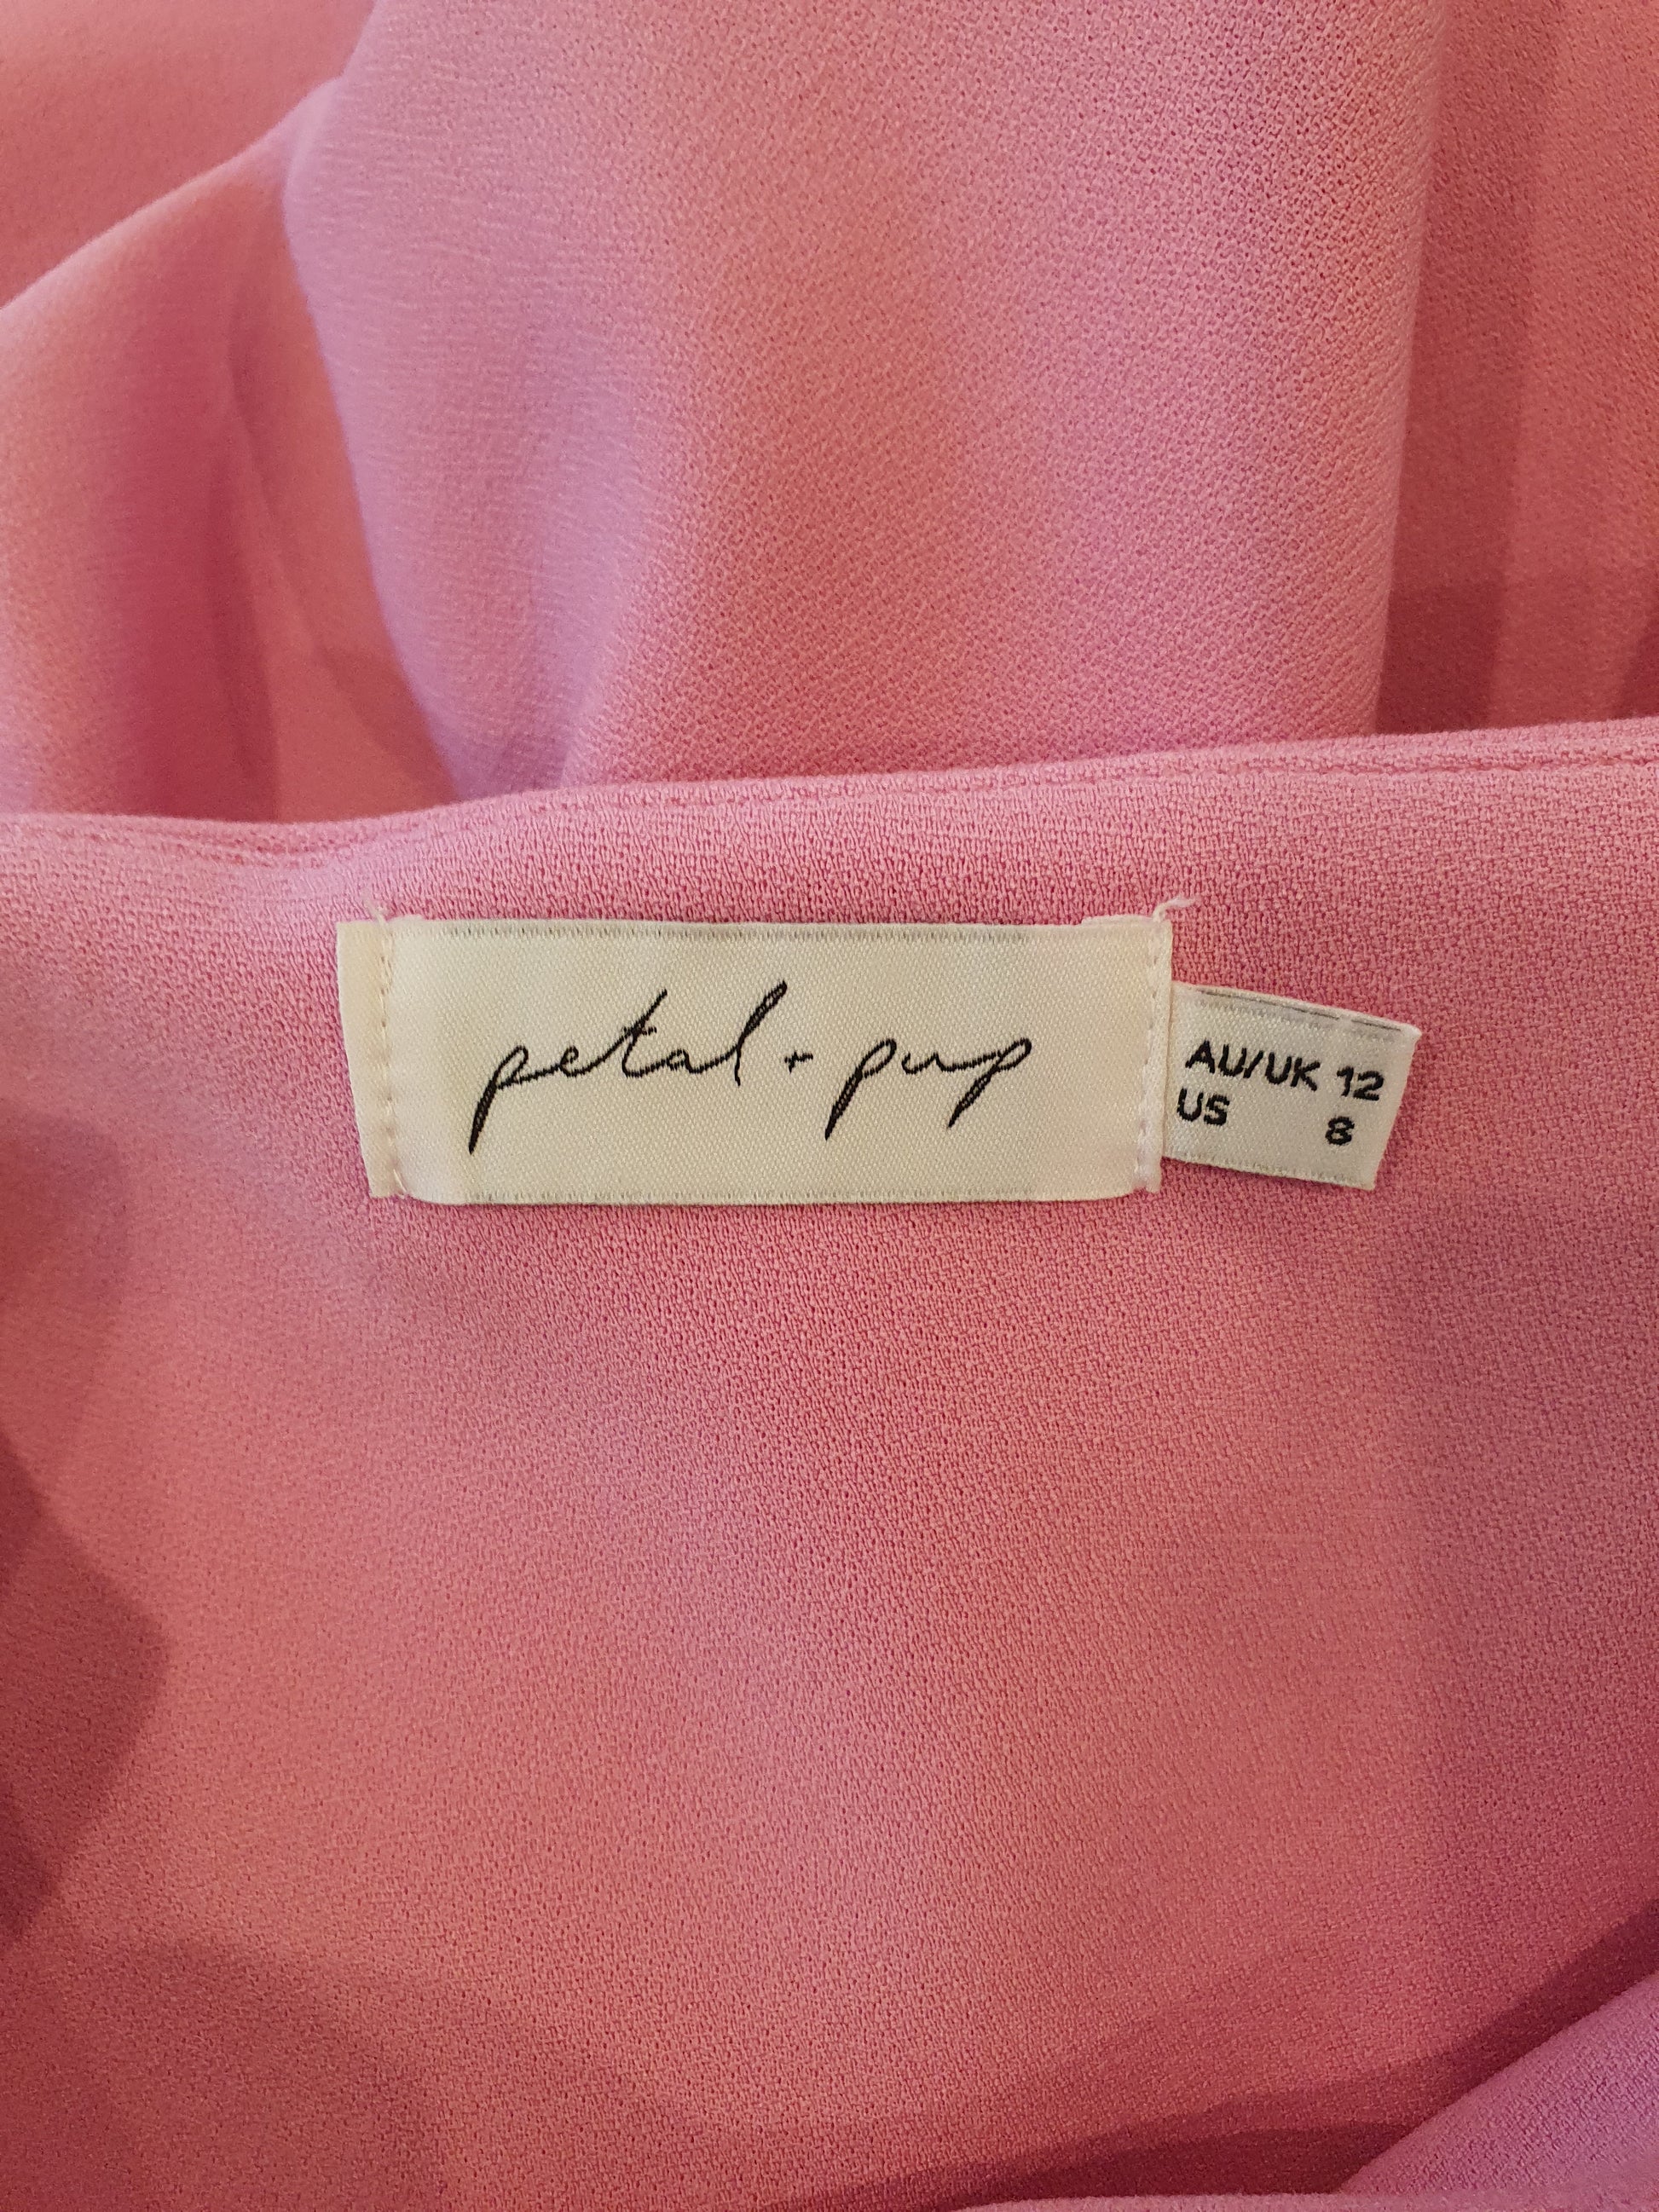 petal + pup
AU/UK 12
US 8